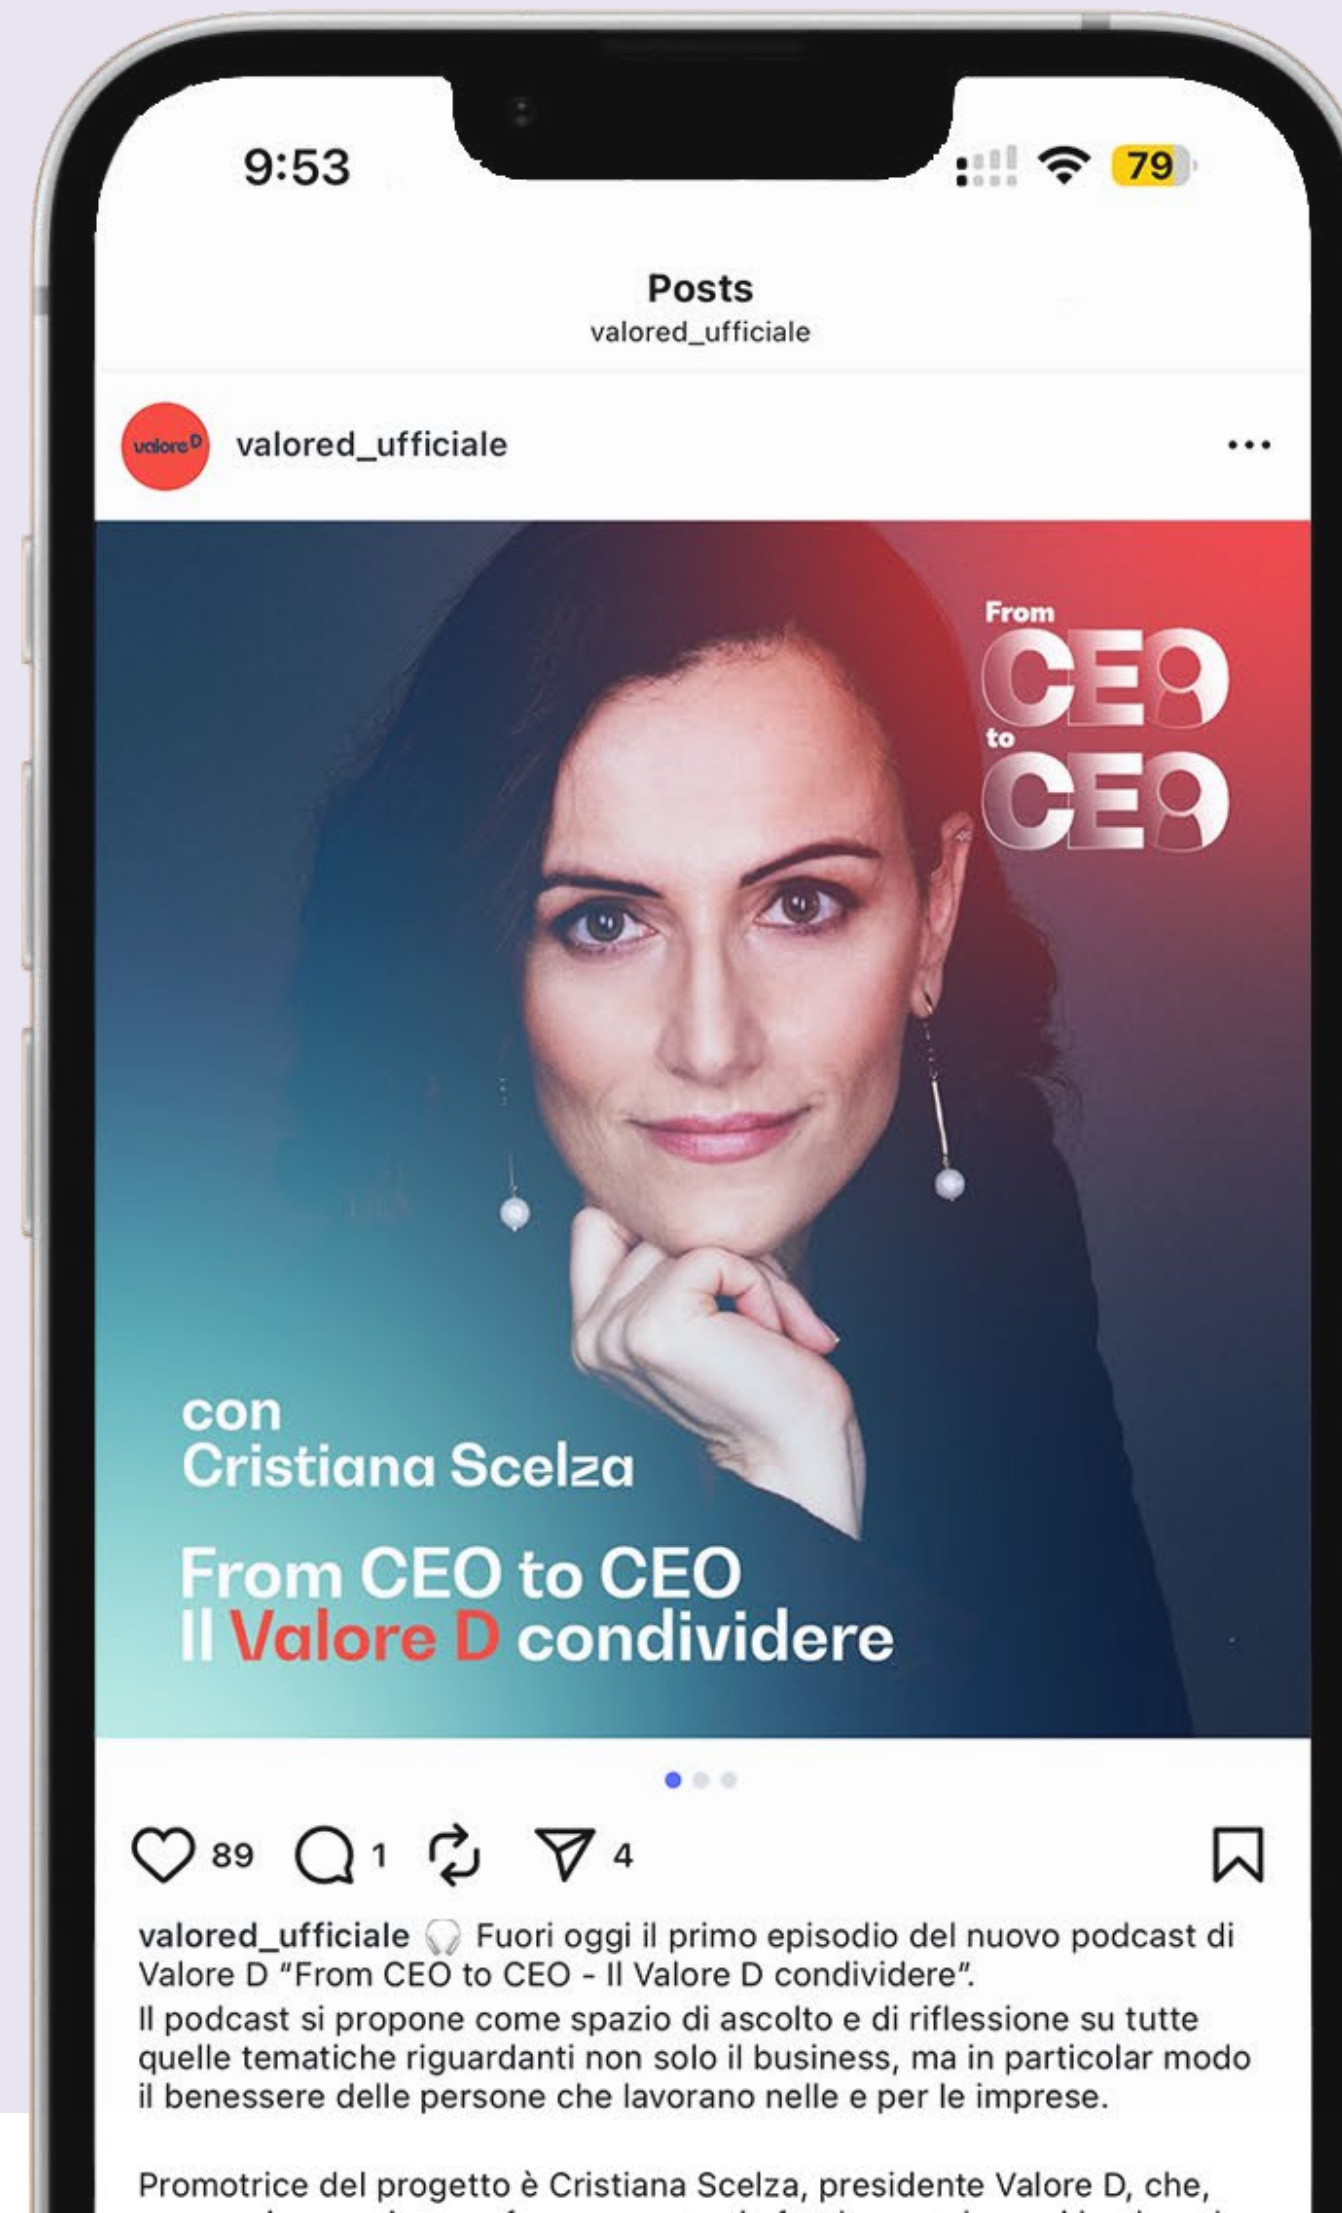 9:53
79
Posts
valored_ufficiale
valore D
valored_ufficiale
From
CEO
to
CEO
con
Cristiana Scelza
From CEO to CEO
Il Valore D condividere
89
1
4
valored_ufficiale 🎧 Fuori oggi il primo episodio del nuovo podcast di
Valore D “From CEO to CEO - Il Valore D condividere”.
Il podcast si propone come spazio di ascolto e di riflessione su tutte
quelle tematiche riguardanti non solo il business, ma in particolar modo
il benessere delle persone che lavorano nelle e per le imprese.
Promotrice del progetto è Cristiana Scelza, presidente Valore D, che,